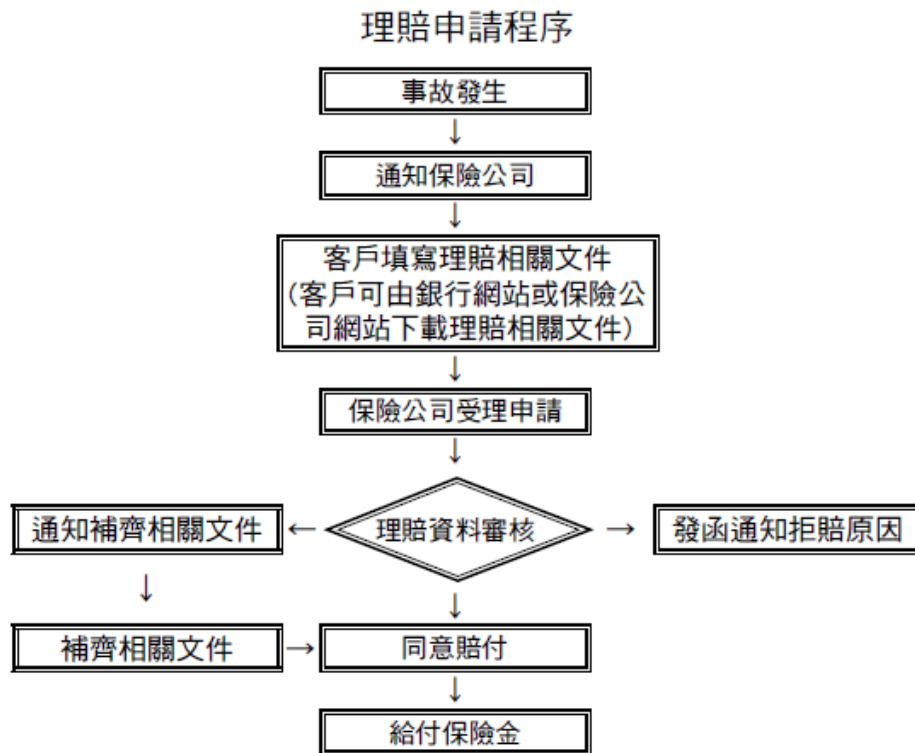 理賠申請程序
事故發生
↓
通知保險公司
↓
客戶填寫理賠相關文件
(客戶可由銀行網站或保險公
司網站下載理賠相關文件)
↓
保險公司受理申請
↓
通知補齊相關文件 ← 理賠資料審核 → 發函通知拒賠原因
↓ ↓
補齊相關文件 → 同意賠付
↓
給付保險金